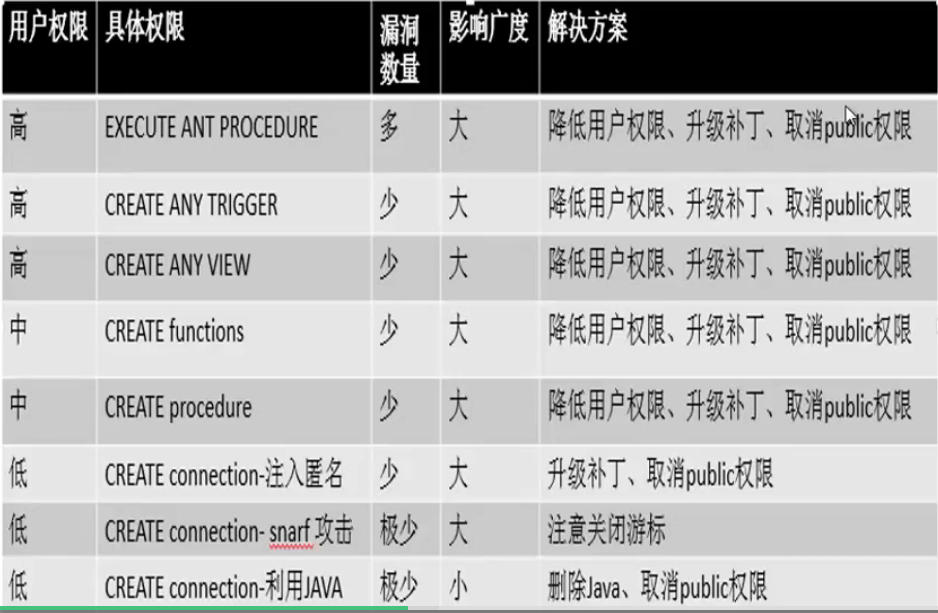 用户权限 具体权限 漏洞数量 影响广度 解决方案
高 EXECUTE ANT PROCEDURE 多 大 降低用户权限、升级补丁、取消public权限
高 CREATE ANY TRIGGER 少 大 降低用户权限、升级补丁、取消public权限
高 CREATE ANY VIEW 少 大 降低用户权限、升级补丁、取消public权限
中 CREATE functions 少 大 降低用户权限、升级补丁、取消public权限
中 CREATE procedure 少 大 降低用户权限、升级补丁、取消public权限
低 CREATE connection-注入匿名 少 大 升级补丁、取消public权限
低 CREATE connection- snarf 攻击 极少 大 注意关闭游标
低 CREATE connection-利用JAVA 极少 小 删除Java、取消public权限